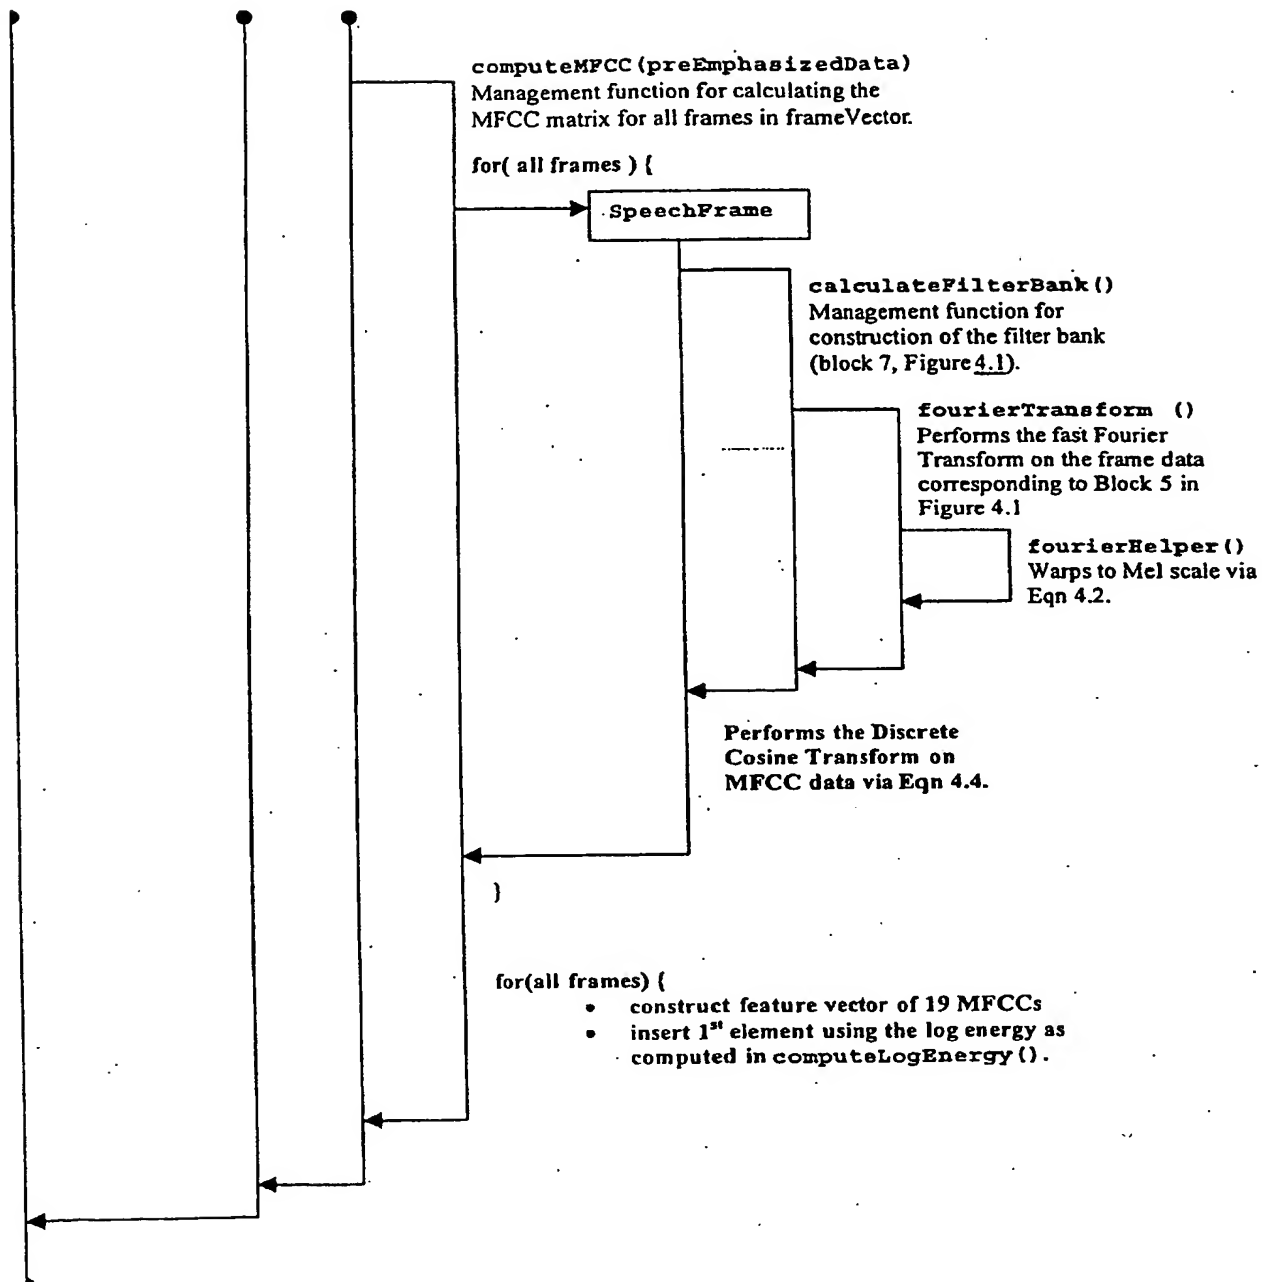 computeMFCC(preEmphasizedData)
Management function for calculating the
MFCC matrix for all frames in frameVector.
for( all frames ) {
SpeechFrame
calculateFilterBank()
Management function for
construction of the filter bank
(block 7, Figure 4.1).
fourierTransform ()
Performs the fast Fourier
Transform on the frame data
corresponding to Block 5 in
Figure 4.1
fourierHelper()
Warps to Mel scale via
Eqn 4.2.
Performs the Discrete
Cosine Transform on
MFCC data via Eqn 4.4.
}
for(all frames) {
• construct feature vector of 19 MFCCs
• insert 1st element using the log energy as
computed in computeLogEnergy().